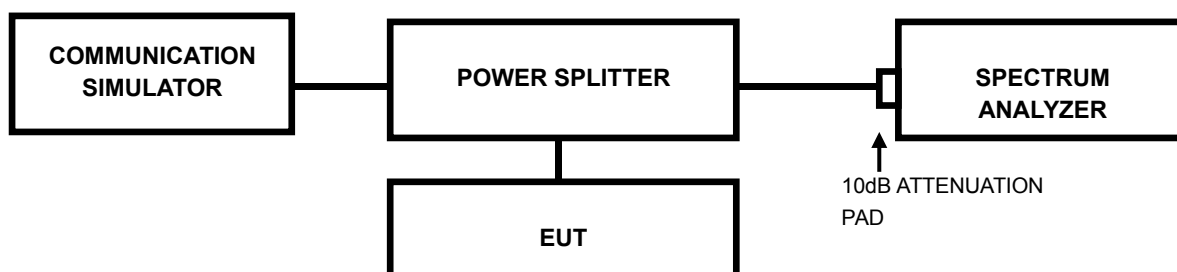 COMMUNICATION
SIMULATOR
POWER SPLITTER
SPECTRUM
ANALYZER
10dB ATTENUATION
PAD
EUT